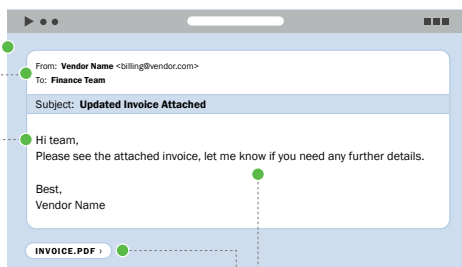 From: Vendor Name <billing@vendor.com>
To: Finance Team
Subject: Updated Invoice Attached
Hi team,
Please see the attached invoice, let me know if you need any further details.
Best,
Vendor Name
INVOICE.PDF ›